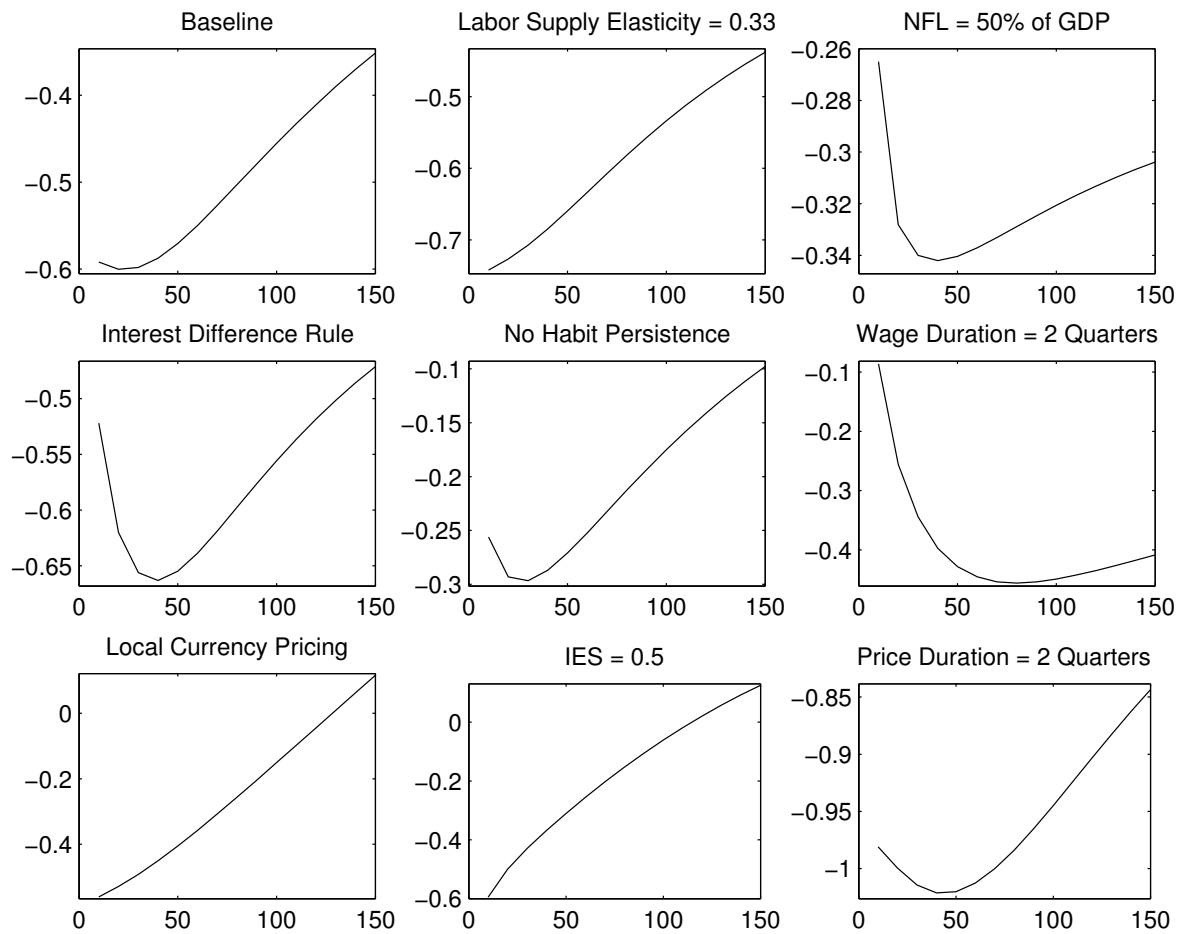 Baseline
−0.4
−0.5
−0.6
0 50 100 150
Labor Supply Elasticity = 0.33
−0.5
−0.6
−0.7
0 50 100 150
NFL = 50% of GDP
−0.26
−0.28
−0.3
−0.32
−0.34
0 50 100 150
Interest Difference Rule
−0.5
−0.55
−0.6
−0.65
0 50 100 150
No Habit Persistence
−0.1
−0.15
−0.2
−0.25
−0.3
0 50 100 150
Wage Duration = 2 Quarters
−0.1
−0.2
−0.3
−0.4
0 50 100 150
Local Currency Pricing
0
−0.2
−0.4
0 50 100 150
IES = 0.5
0
−0.2
−0.4
−0.6
0 50 100 150
Price Duration = 2 Quarters
−0.85
−0.9
−0.95
−1
0 50 100 150